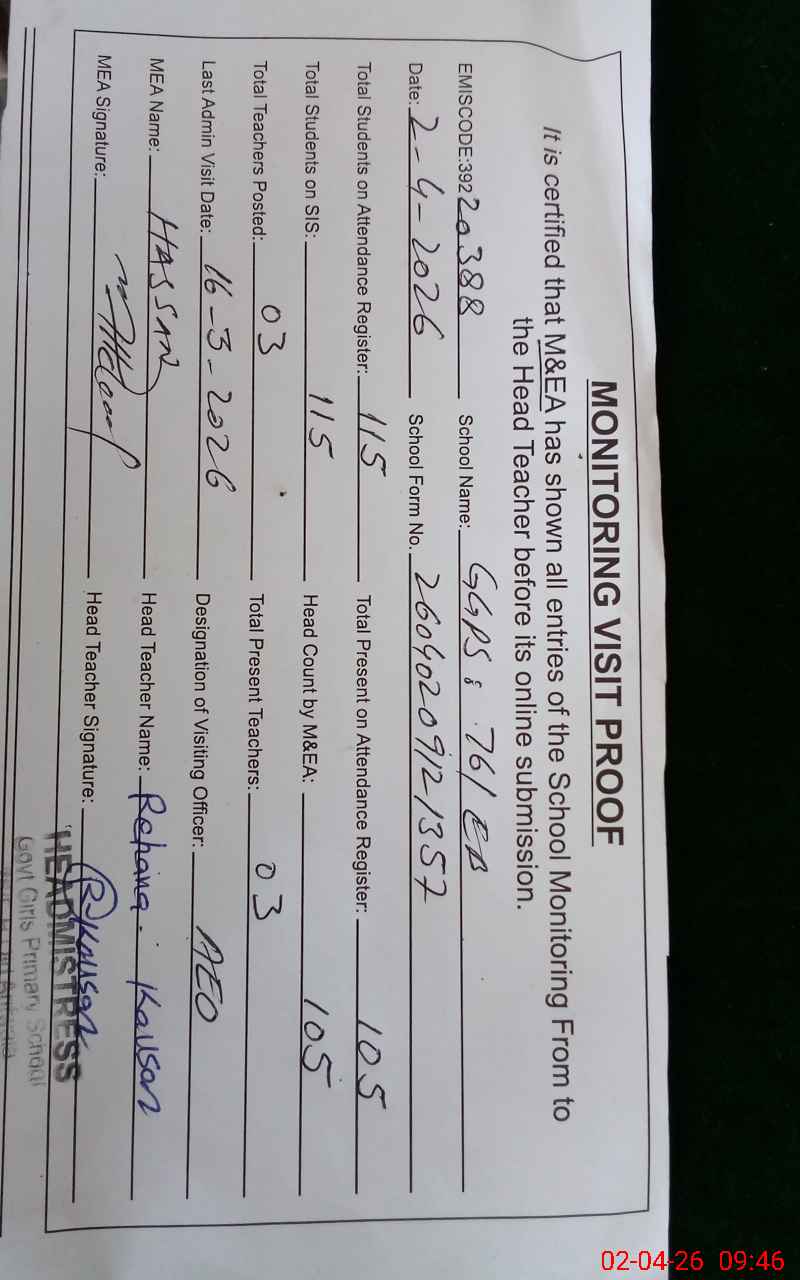 MONITORING VISIT PROOF
It is certified that M&EA has shown all entries of the School Monitoring From to
the Head Teacher before its online submission.
EMISCODE:39220388 School Name: GGPS: 761 EB
Date: 2-4-2026 School Form No. 26040209121357
Total Students on Attendance Register: 115 Total Present on Attendance Register: 105
Total Students on SIS: 115 Head Count by M&EA: 105
Total Teachers Posted: 03 Total Present Teachers: 03
Last Admin Visit Date: 16-3-2026 Designation of Visiting Officer: AEO
MEA Name: HASSAN Head Teacher Name: Rehana. Kausar
MEA Signature: Head Teacher Signature: (R) Kausar
HEADMISTRESS
Govt Girls Primary School
02-04-26 09:46